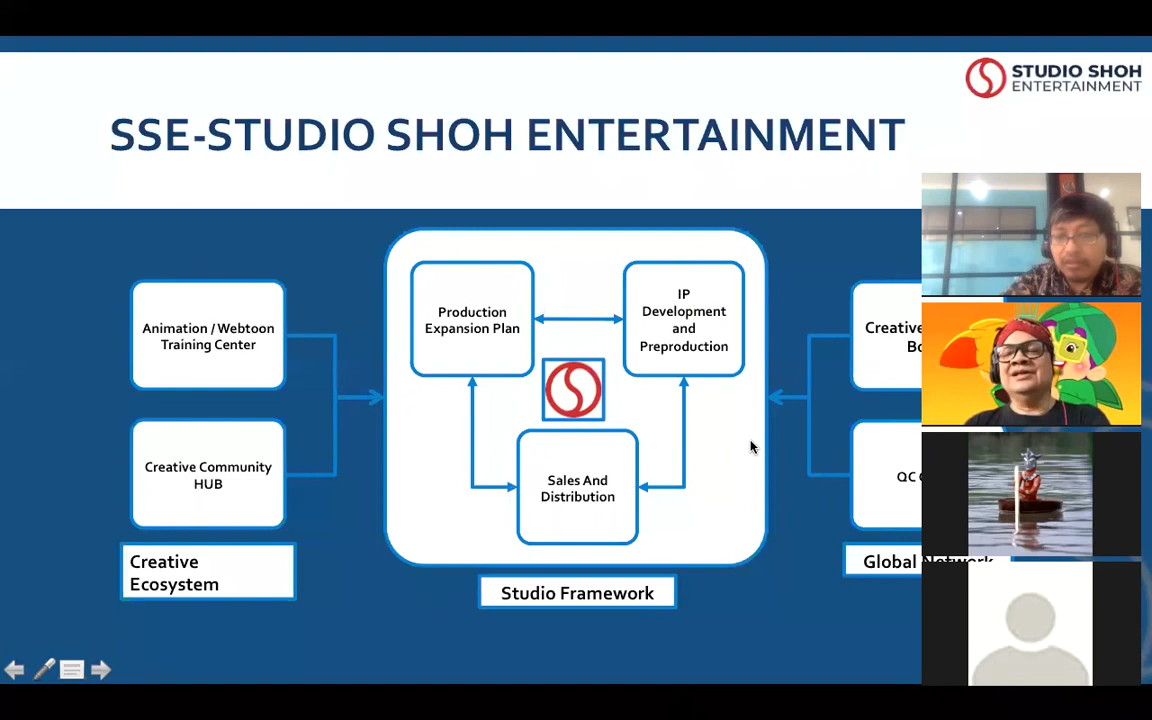 STUDIO SHOH
ENTERTAINMENT
SSE-STUDIO SHOH ENTERTAINMENT
Animation / Webtoon
Training Center
Creative Community
HUB
Creative
Ecosystem
Production
Expansion Plan
IP
Development
and
Preproduction
Sales And
Distribution
Studio Framework
Creative
QC
Global Network